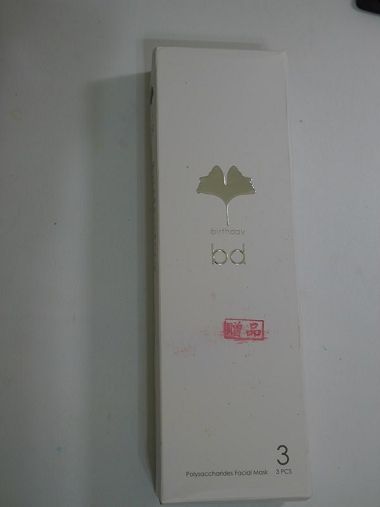 birthday
bd
贈品
3
Polysaccharides Facial Mask 3 PCS